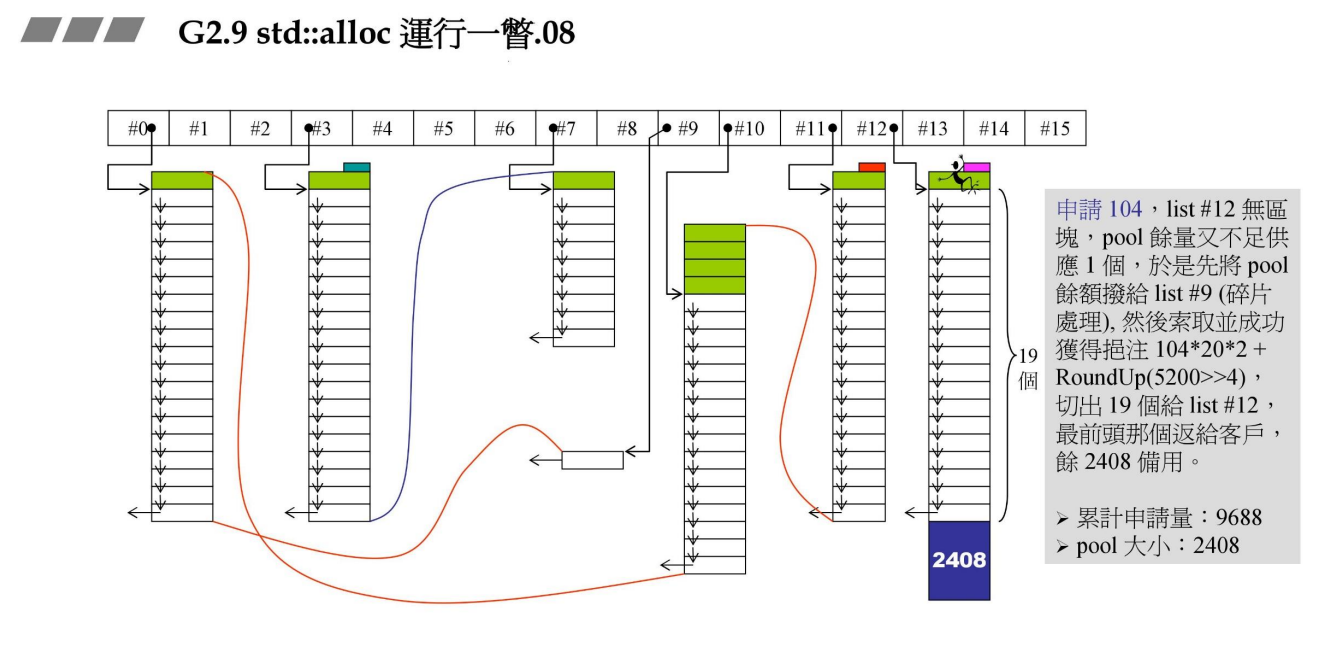 G2.9 std::alloc 運行一瞥.08
#0 #1 #2 #3 #4 #5 #6 #7 #8 #9 #10 #11 #12 #13 #14 #15
申請 104，list #12 無區
塊，pool 餘量又不足供
應 1 個，於是先將 pool
餘額撥給 list #9 (碎片
處理), 然後索取並成功
獲得挹注 104*20*2 +
RoundUp(5200>>4)，
切出 19 個給 list #12，
最前頭那個返給客戶，
餘 2408 備用。
➢ 累計申請量：9688
➢ pool 大小：2408
19
個
2408